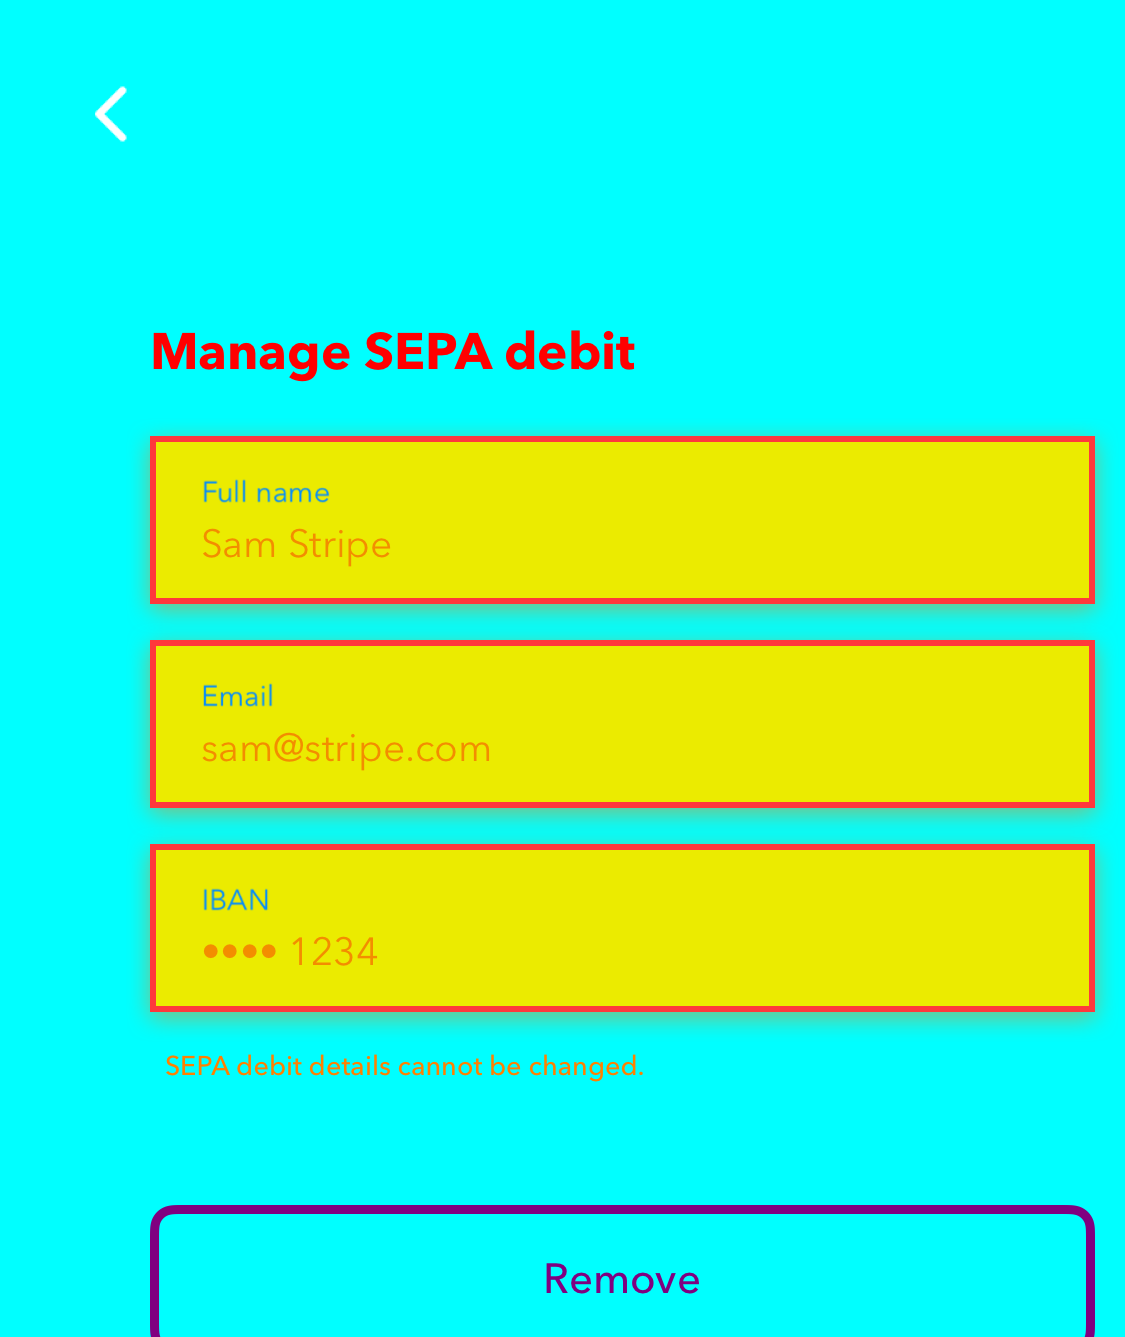 Manage SEPA debit
Full name
Sam Stripe
Email
sam@stripe.com
IBAN
•••• 1234
SEPA debit details cannot be changed.
Remove